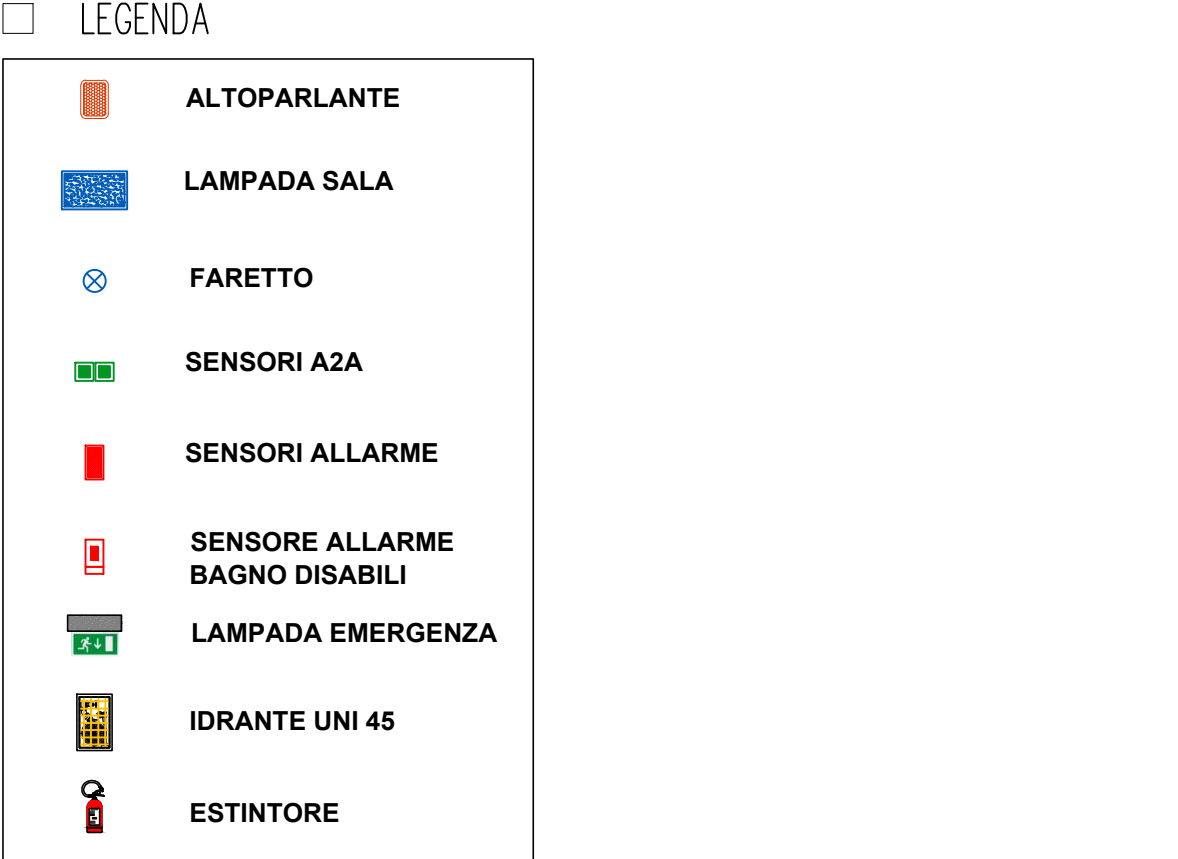 LEGENDA
ALTOPARLANTE
LAMPADA SALA
FARETTO
SENSORI A2A
SENSORI ALLARME
SENSORE ALLARME
BAGNO DISABILI
LAMPADA EMERGENZA
IDRANTE UNI 45
ESTINTORE